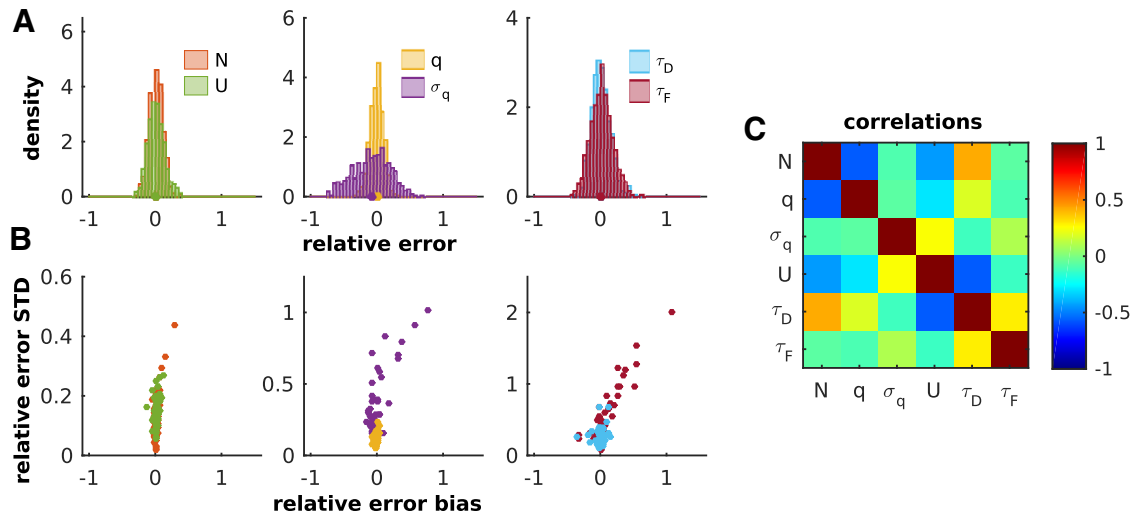 A
density
6
4
2
0
-1
0
1
N
U
6
4
2
0
-1
0
1
q
σq
4
2
0
-1
0
1
τD
τF
relative error
B
relative error STD
0.6
0.4
0.2
0
-1
0
1
1
0.5
0
-1
0
1
2
1
0
-1
0
1
relative error bias
C
correlations
N
q
σq
U
τD
τF
N q σq U τD τF
1
0.5
0
-0.5
-1